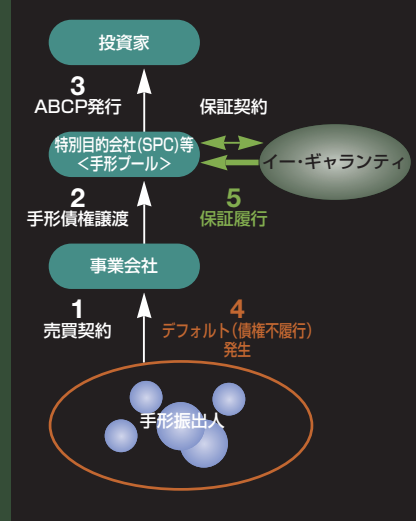 投資家
3
ABCP発行
保証契約
特別目的会社(SPC)等
＜手形プール＞
イー・ギャランティ
2
手形債権譲渡
5
保証履行
事業会社
1
売買契約
4
デフォルト(債権不履行)
発生
手形振出人